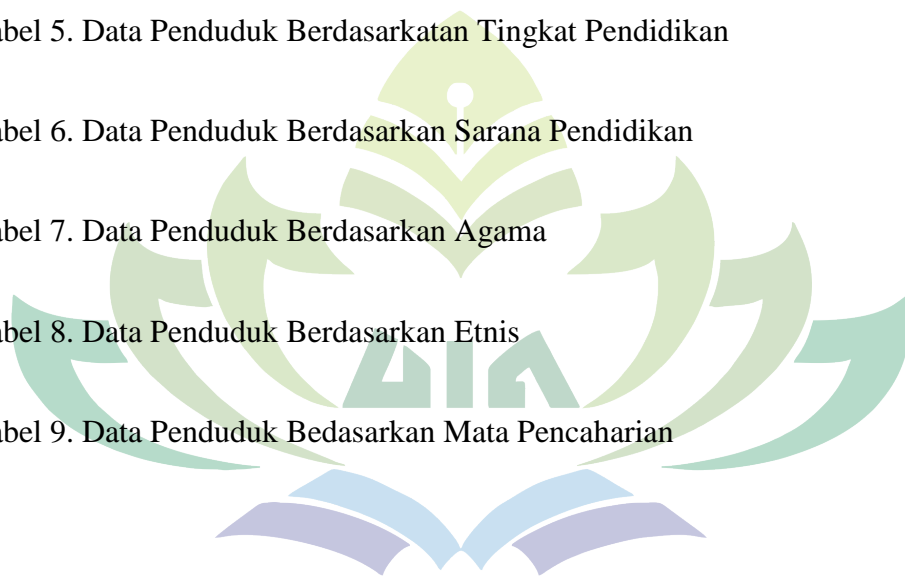 abel 5. Data Penduduk Berdasarkatan Tingkat Pendidikan
abel 6. Data Penduduk Berdasarkan Sarana Pendidikan
abel 7. Data Penduduk Berdasarkan Agama
abel 8. Data Penduduk Berdasarkan Etnis
abel 9. Data Penduduk Bedasarkan Mata Pencaharian